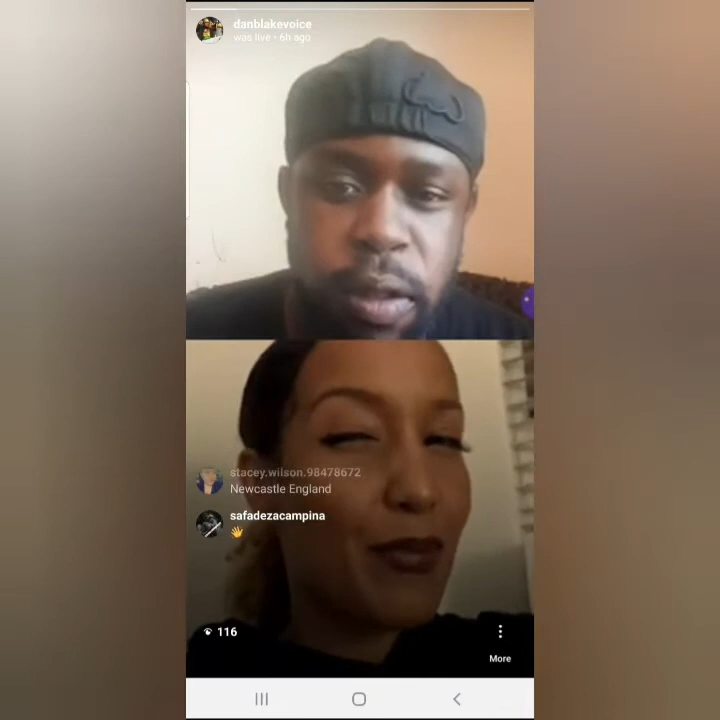 danblakevoice
was live • 6h ago
stacey.wilson.98478672
Newcastle England
safadezacampina
👋
116
More